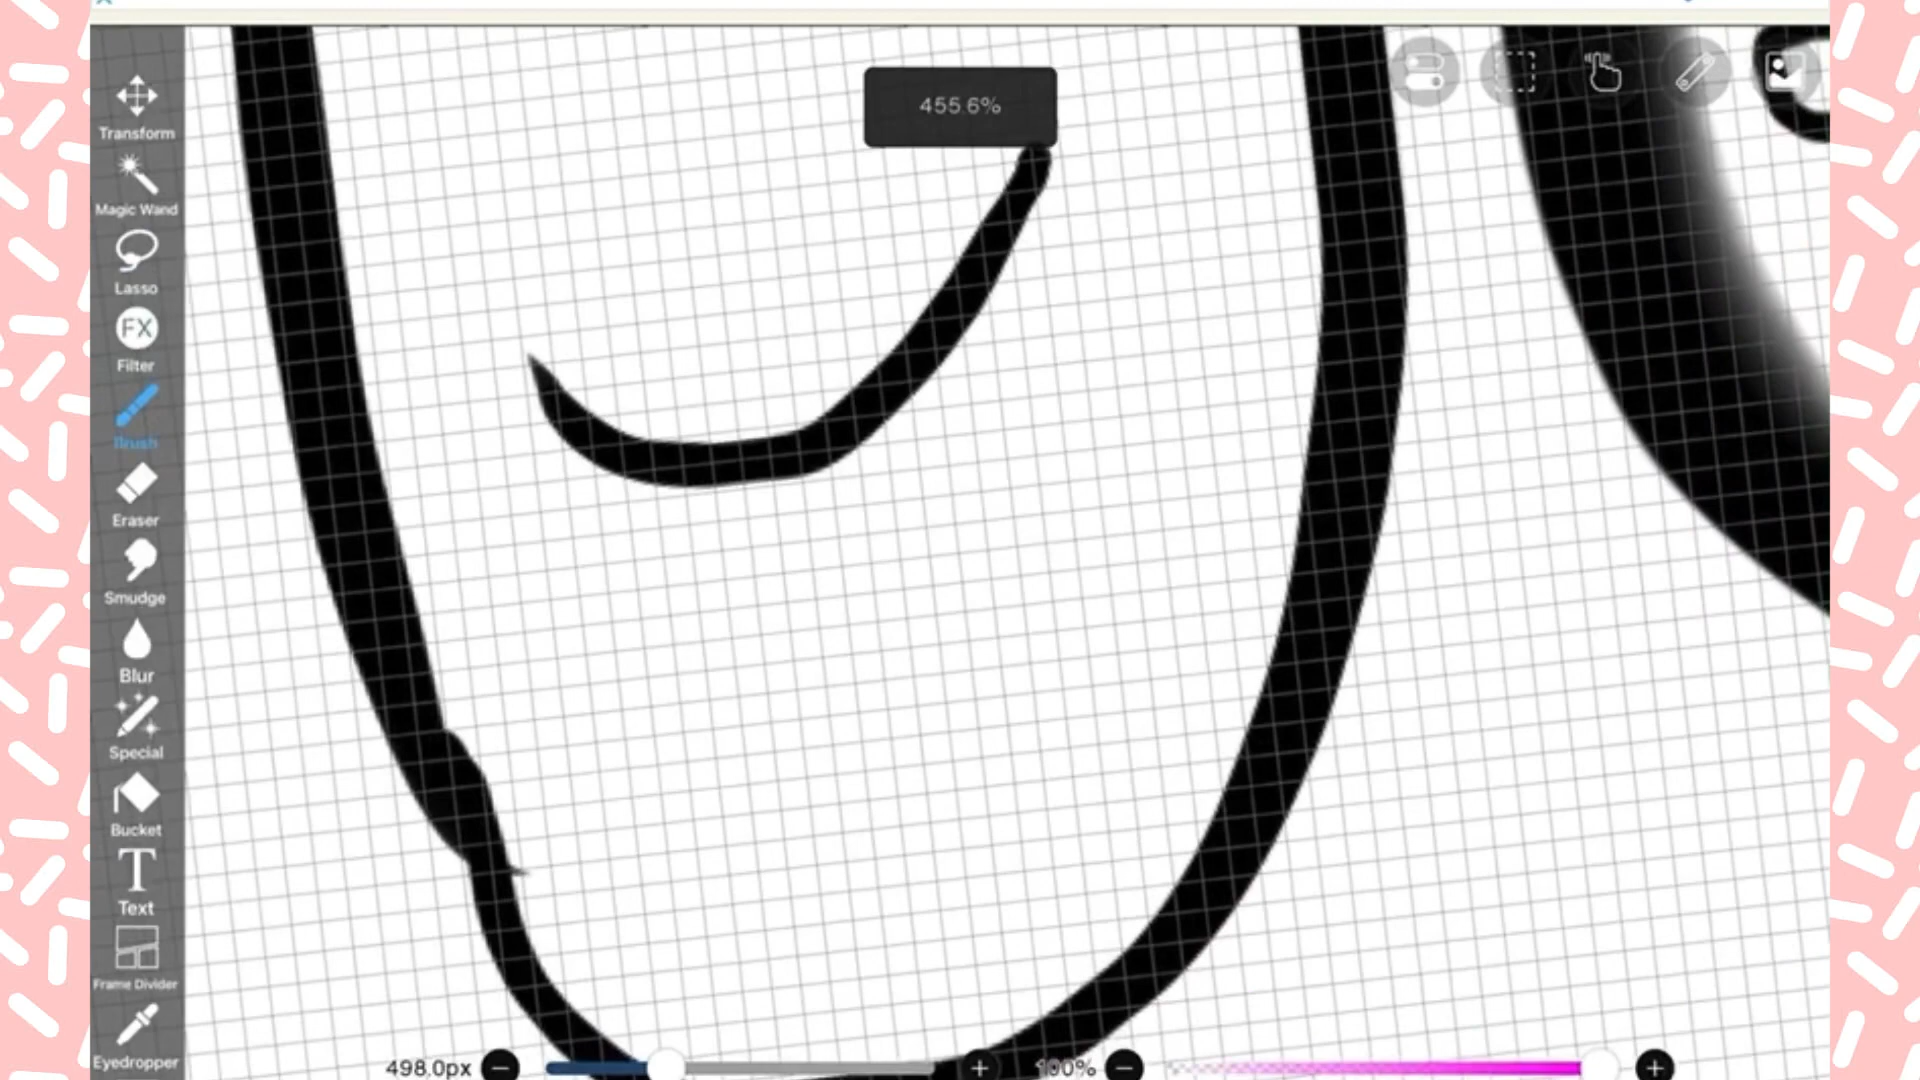 455.6%
Transform
Magic Wand
Lasso
FX
Filter
Brush
Eraser
Smudge
Blur
Special
Bucket
T
Text
Frame Divider
Eyedropper
498.0px
100%